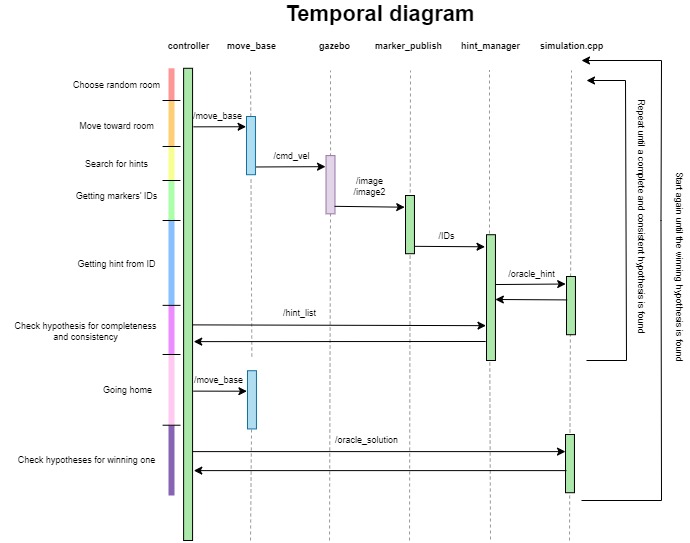 Temporal diagram
controller
move_base
gazebo
marker_publish
hint_manager
simulation.cpp
Choose random room
Move toward room
/move_base
Search for hints
/cmd_vel
Getting markers' IDs
/image
/image2
/IDs
Getting hint from ID
/oracle_hint
Check hypothesis for completeness
and consistency
/hint_list
Going home
/move_base
Check hypotheses for winning one
/oracle_solution
Repeat until a complete and consistent hypothesis is found
Start again until the winning hypothesis is found